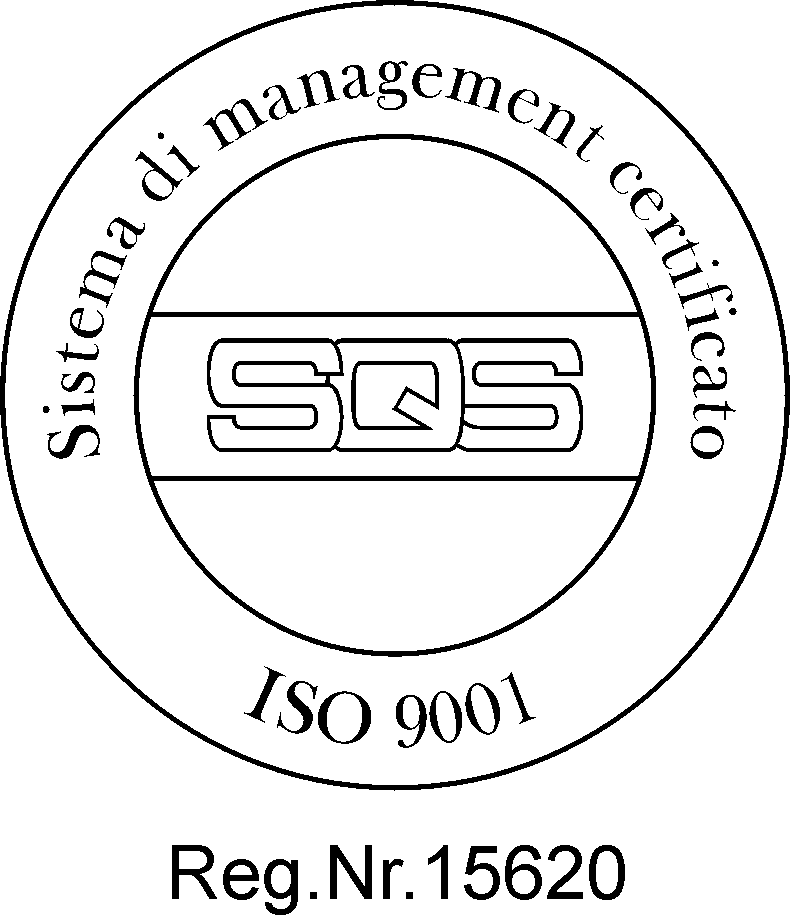 Sistema di management certificato
SQS
ISO 9001
Reg.Nr.15620